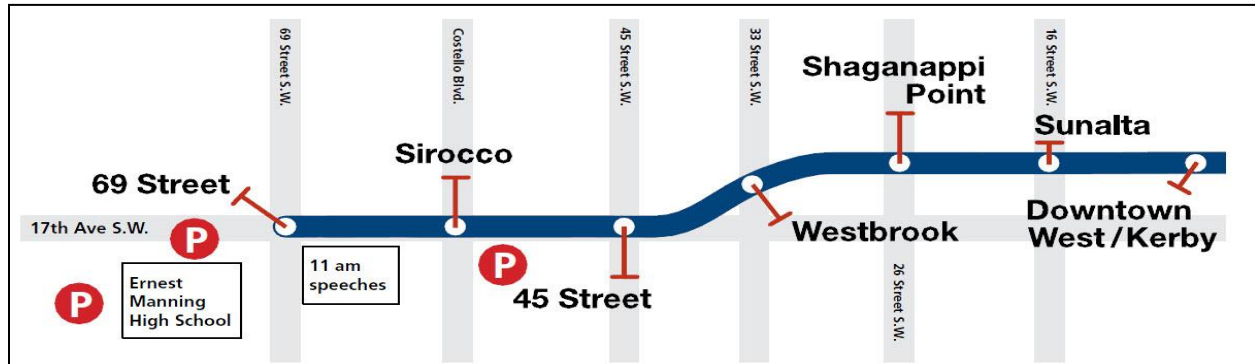 69 Street S.W.
Costello Blvd.
45 Street S.W.
33 Street S.W.
16 Street S.W.
Shaganappi
Point
Sunalta
Sirocco
69 Street
17th Ave S.W.
P
Ernest
Manning
High School
P
11 am
speeches
P
45 Street
Westbrook
26 Street S.W.
Downtown
West/Kerby